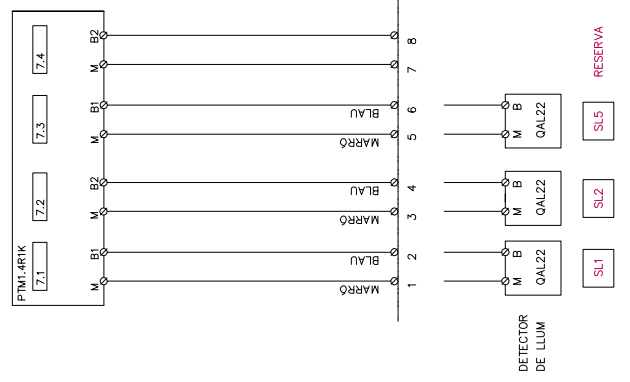 PTM1.4R1K
7.1
7.2
7.3
7.4
M
B1
M
B2
M
B1
M
B2
MARRÓ
BLAU
MARRÓ
BLAU
MARRÓ
BLAU
1
2
3
4
5
6
7
8
M
B
QAL22
M
B
QAL22
M
B
QAL22
DETECTOR
DE LLUM
SL1
SL2
SL5
RESERVA